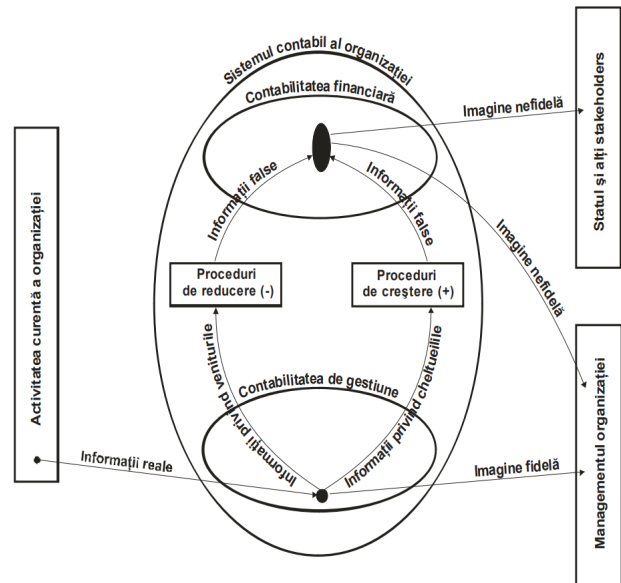 Sistemul contabil al organizației
Contabilitatea financiară
Imagine nefidelă
Statul și alți stakeholders
Informații false
Informații false
Imagine nefidelă
Activitatea curentă a organizației
Proceduri
de reducere (-)
Proceduri
de creştere (+)
Informații privind veniturile
Contabilitatea de gestiune
Informații privind cheltueilile
Informații reale
Imagine fidelă
Managementul organizației